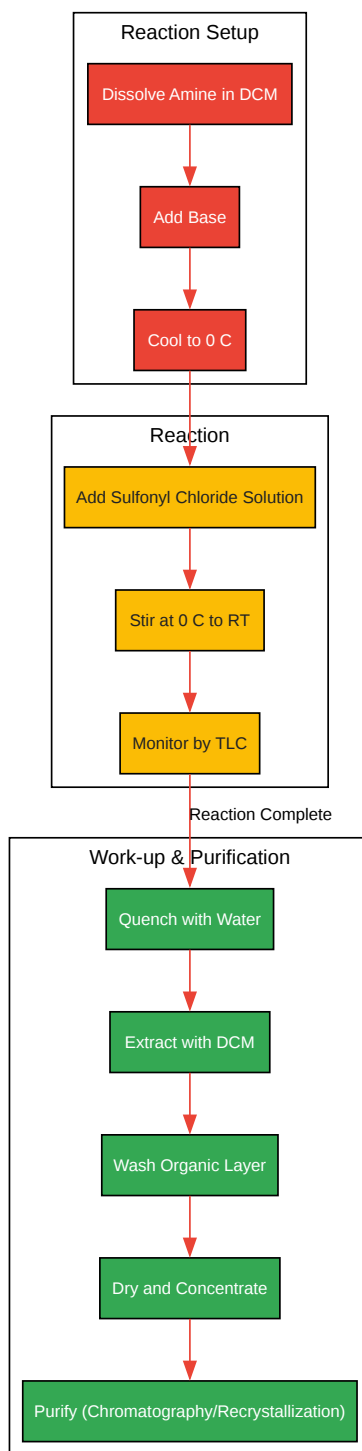 Reaction Setup
Dissolve Amine in DCM
Add Base
Cool to 0 C
Reaction
Add Sulfonyl Chloride Solution
Stir at 0 C to RT
Monitor by TLC
Reaction Complete
Work-up & Purification
Quench with Water
Extract with DCM
Wash Organic Layer
Dry and Concentrate
Purify (Chromatography/Recrystallization)